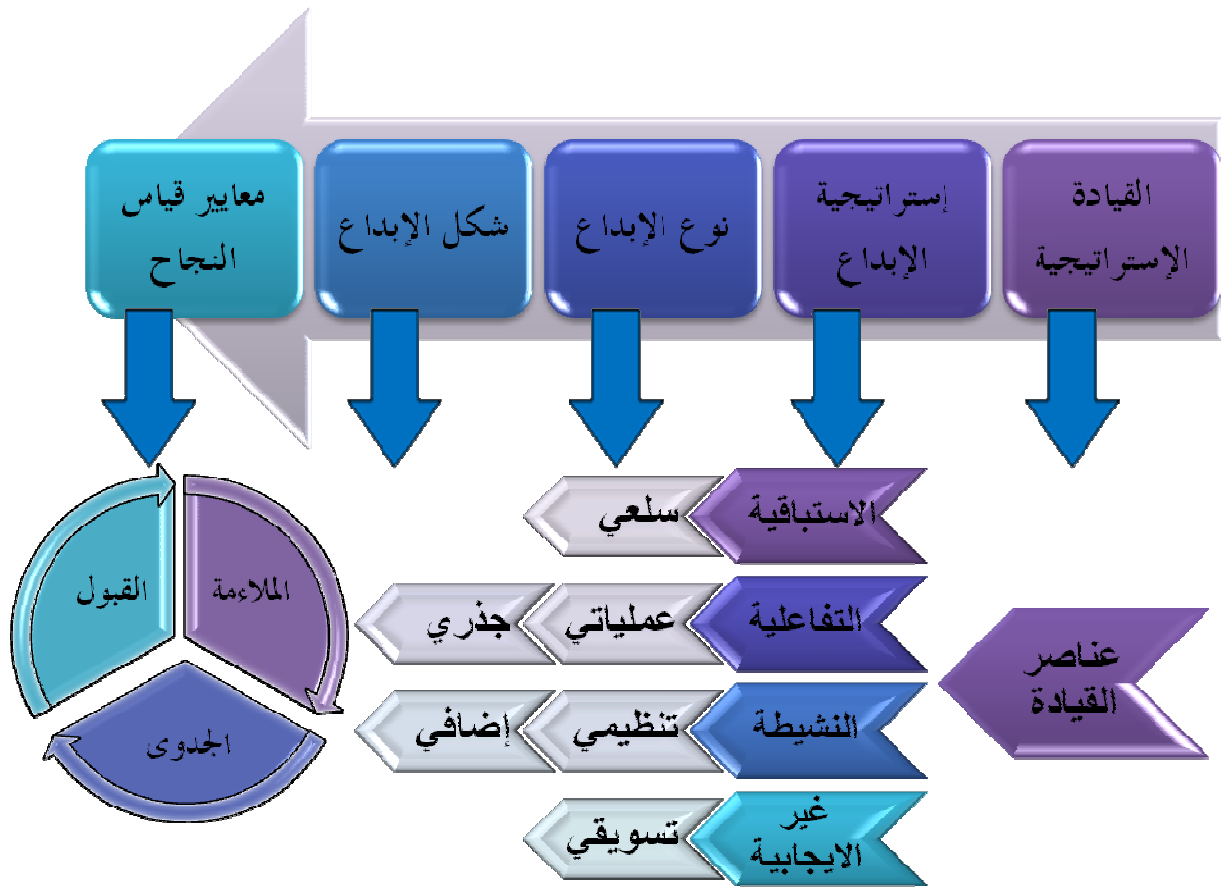 القيادة
الإستراتيجية
إستراتيجية
الإبداع
نوع الإبداع
شكل الإبداع
معايير قياس
النجاح
عناصر
القيادة
الاستباقية
سلعي
التفاعلية
عملياتي
جذري
النشيطة
تنظيمي
إضافي
غير
الايجابية
تسويقي
الملاءمة
القبول
الجدوى